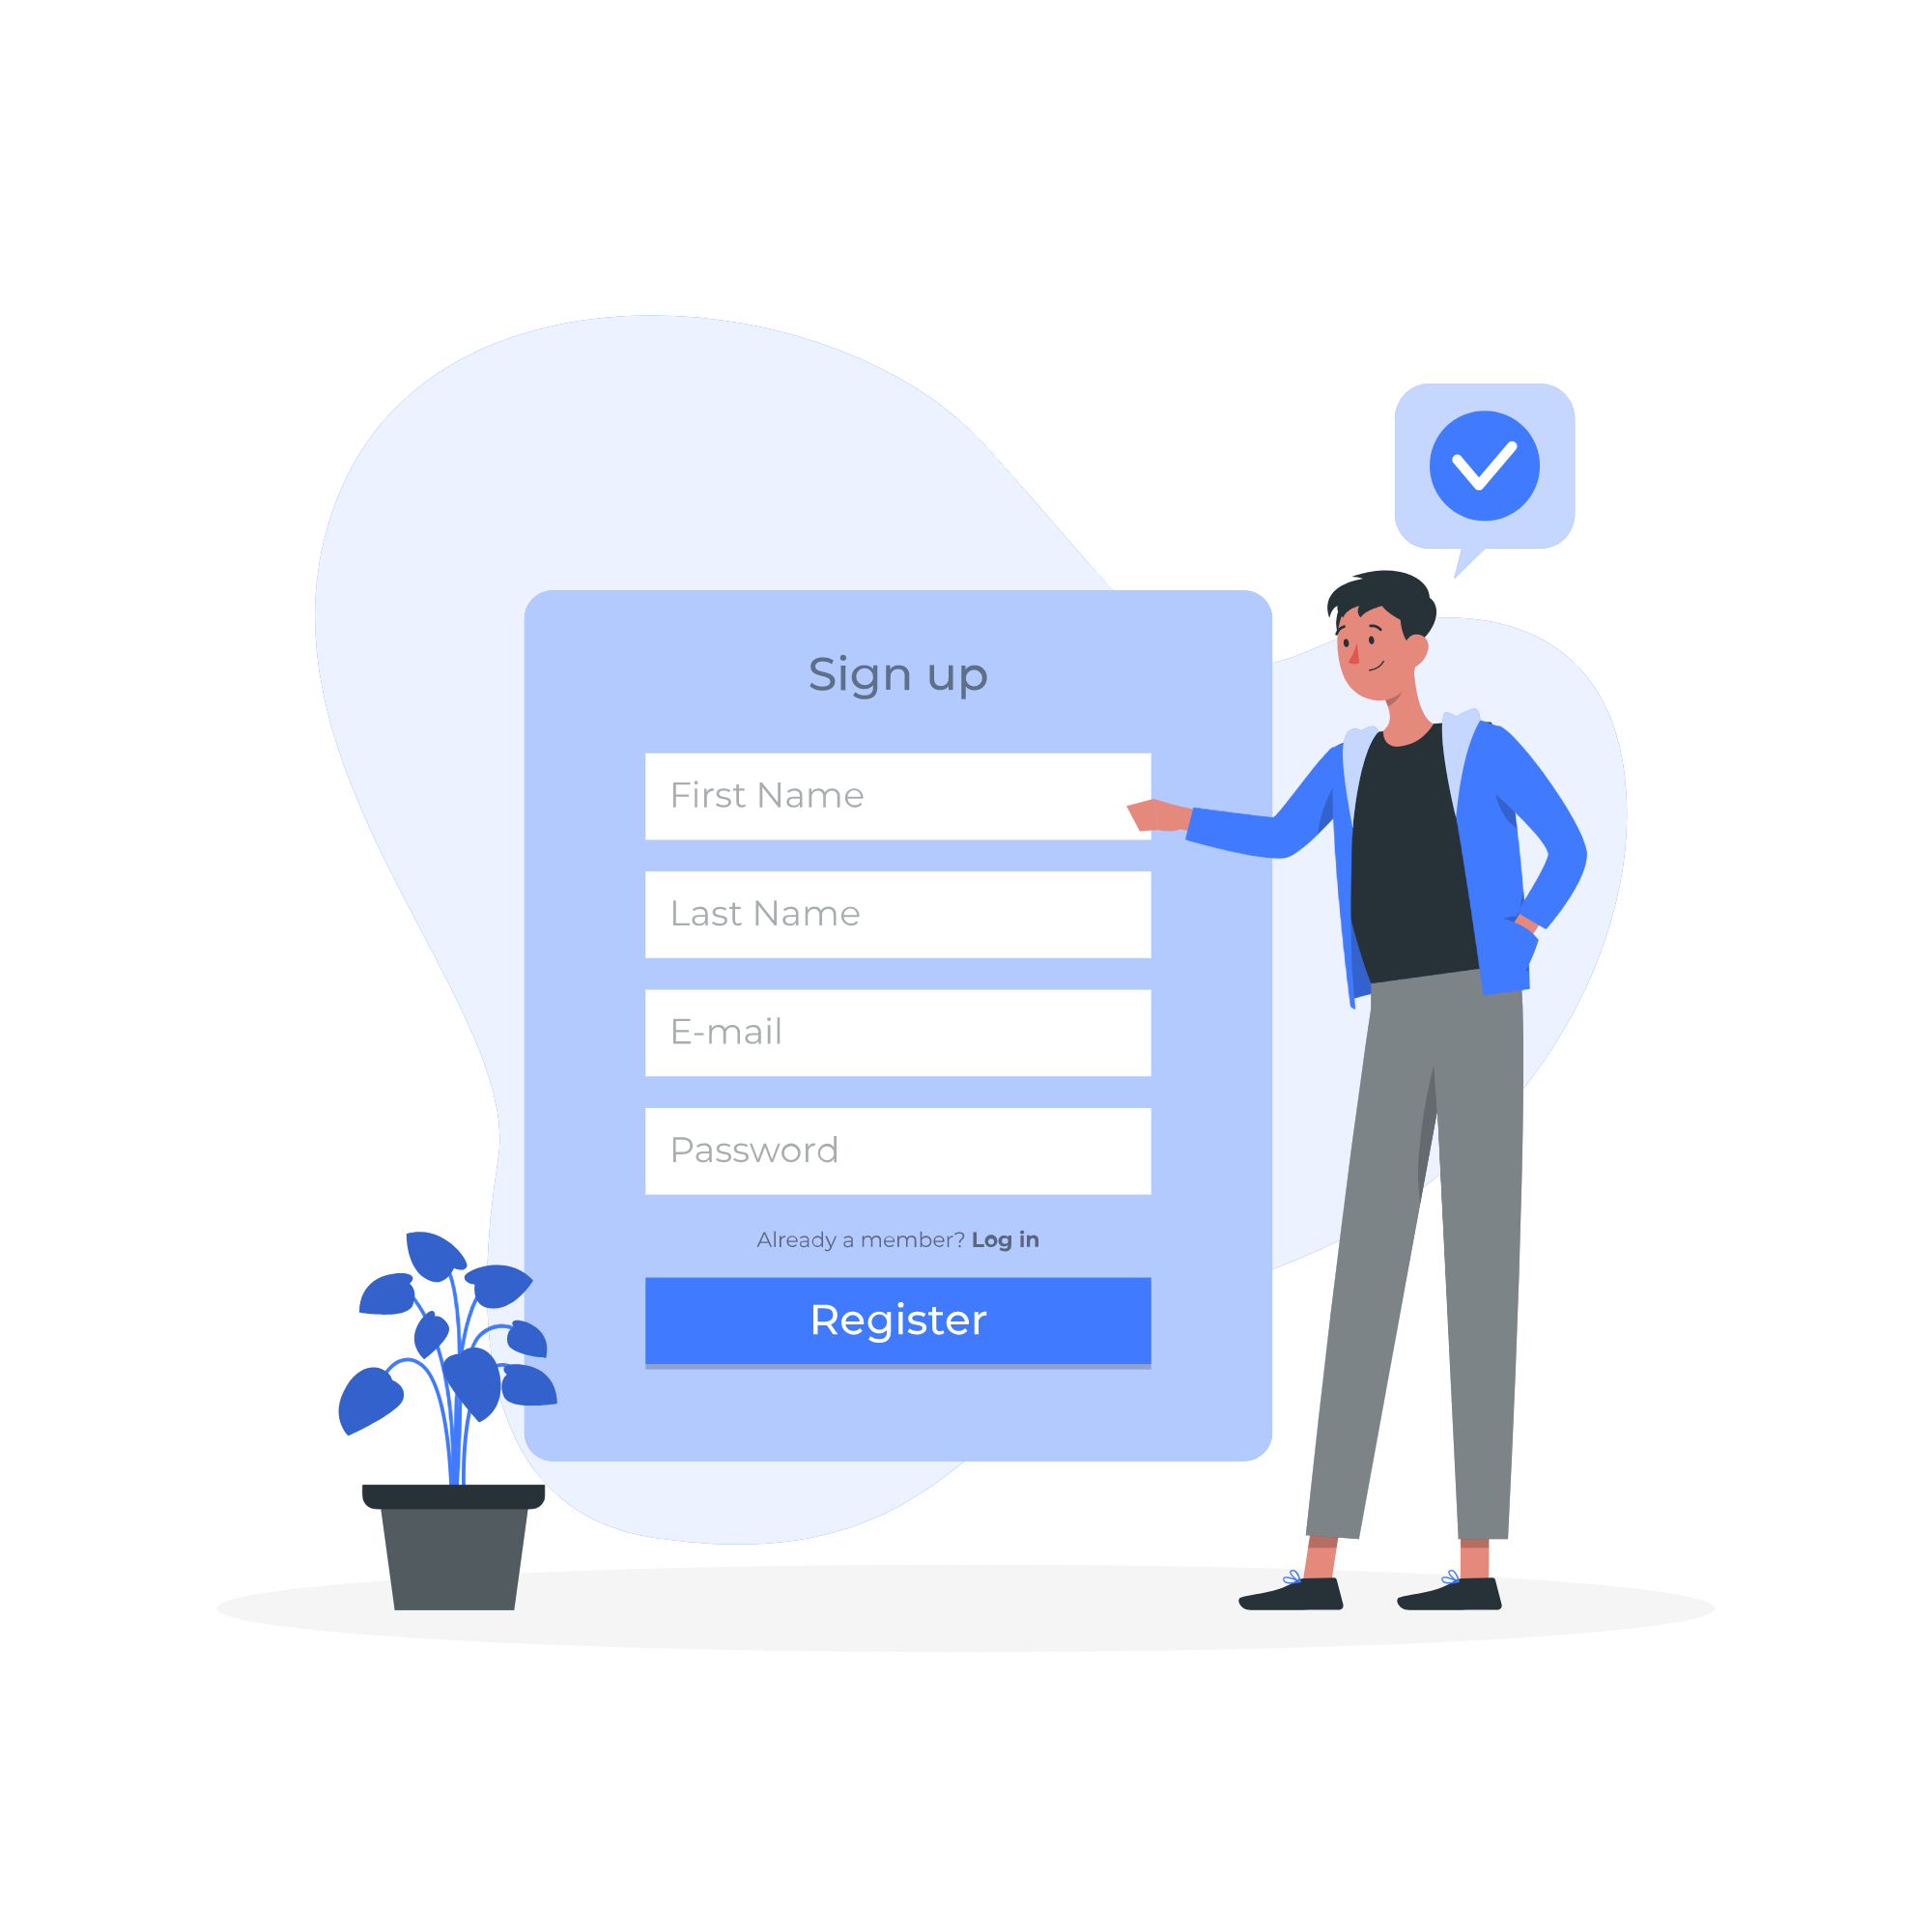 Sign up
First Name
Last Name
E-mail
Password
Already a member? Log in
Register